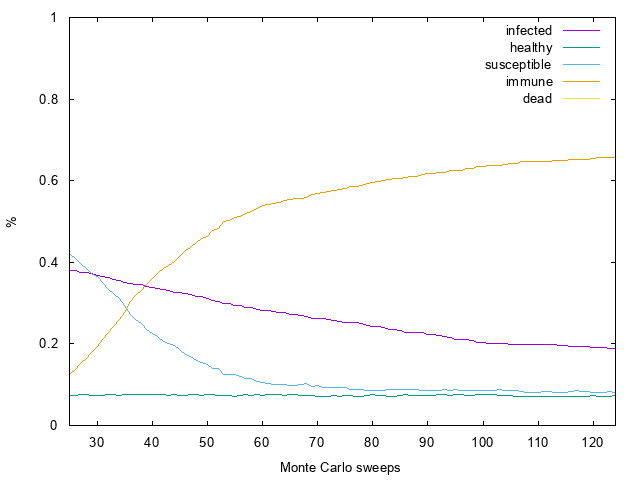 1
0.8
0.6
0.4
0.2
0
%
infected
healthy
susceptible
immune
dead
30 40 50 60 70 80 90 100 110 120
Monte Carlo sweeps